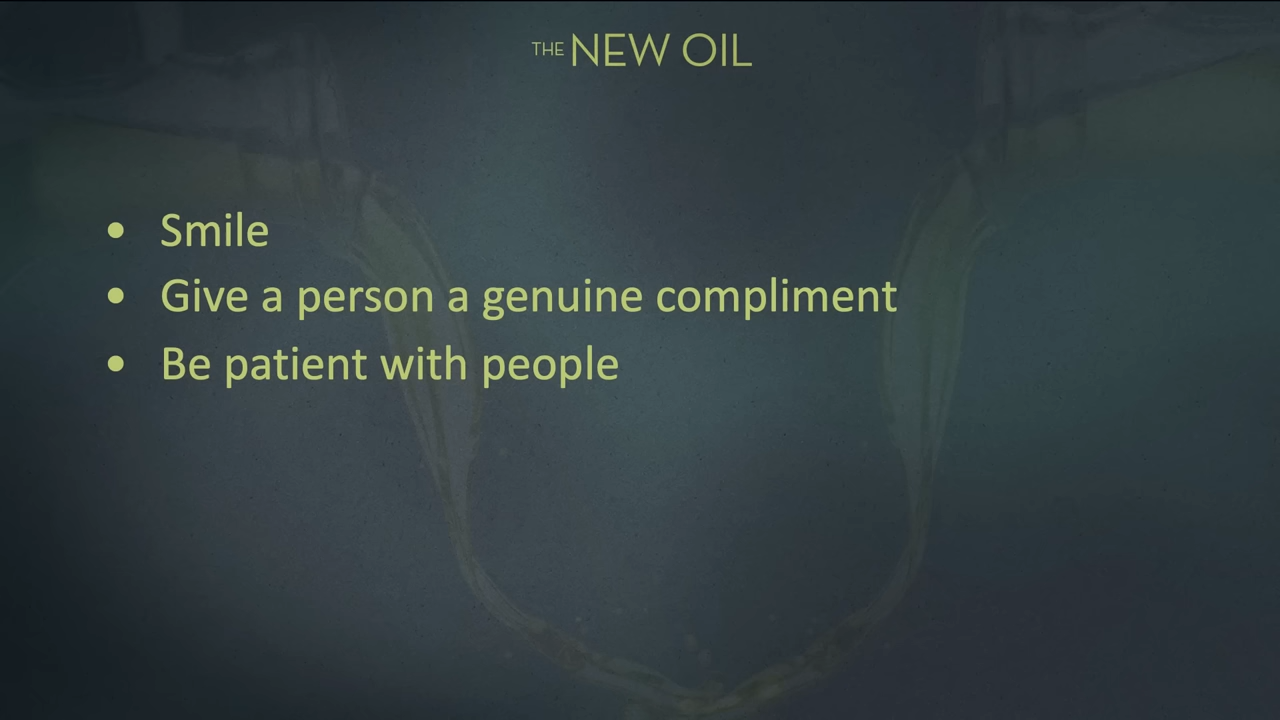 THE NEW OIL
• Smile
• Give a person a genuine compliment
• Be patient with people